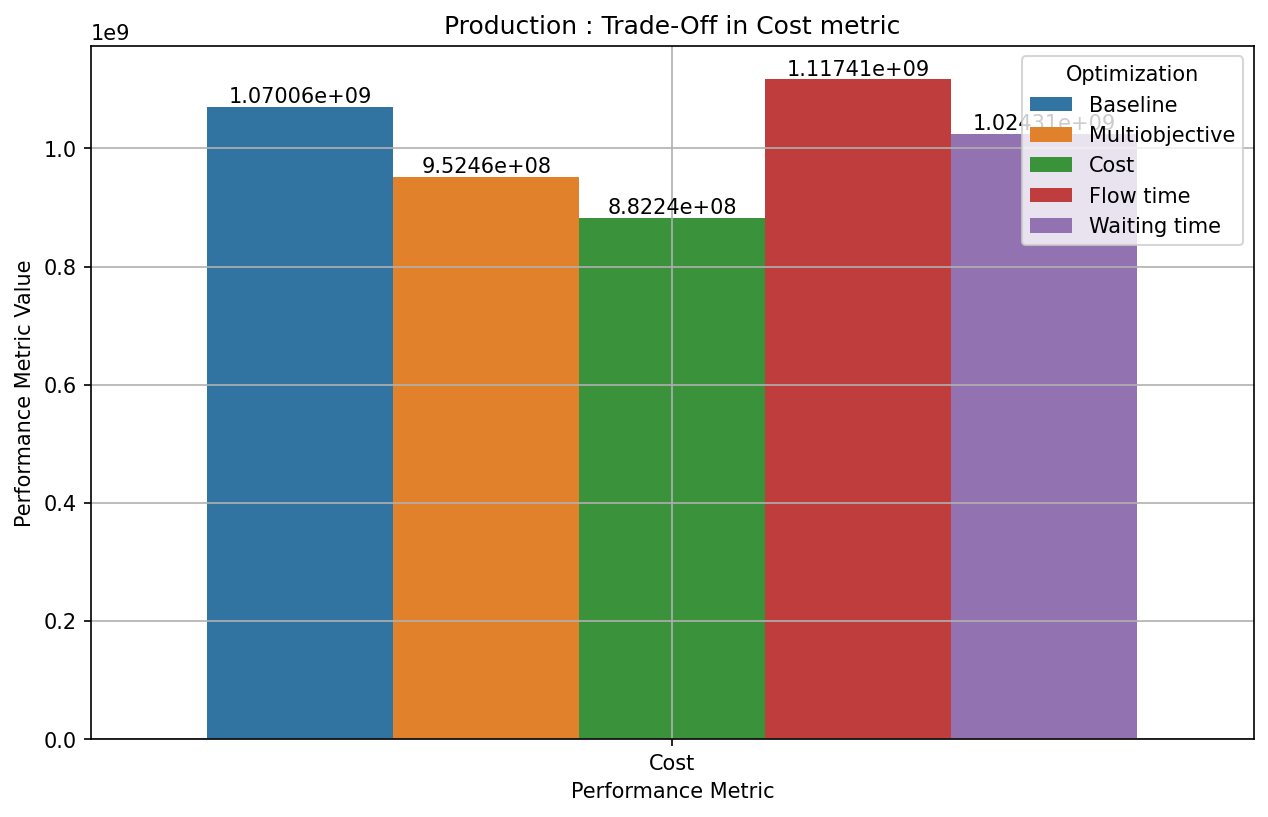 Production : Trade-Off in Cost metric
1e9
1.07006e+09
9.5246e+08
8.8224e+08
1.11741e+09
1.02431e+09
Optimization
Baseline
Multiobjective
Cost
Flow time
Waiting time
1.0
0.8
0.6
0.4
0.2
0.0
Performance Metric Value
Cost
Performance Metric